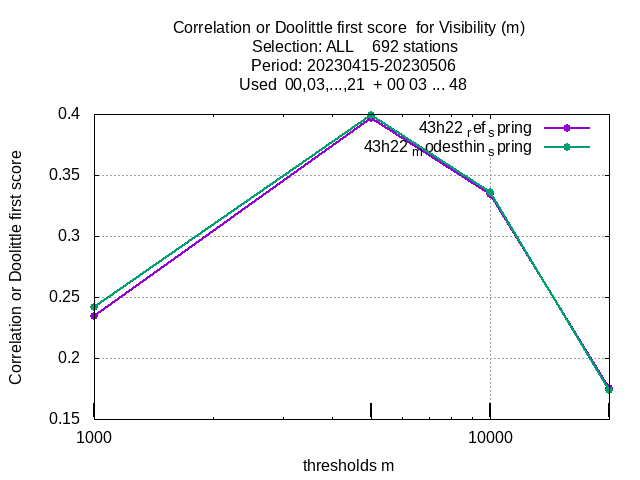 Correlation or Doolittle first score  for Visibility (m)
Selection: ALL    692 stations
Period: 20230415-20230506
Used  00,03,...,21  + 00 03 ... 48
43h22 ref spring
43h22 modesthin spring
0.4
0.35
0.3
0.25
0.2
0.15
Correlation or Doolittle first score
1000
10000
thresholds m